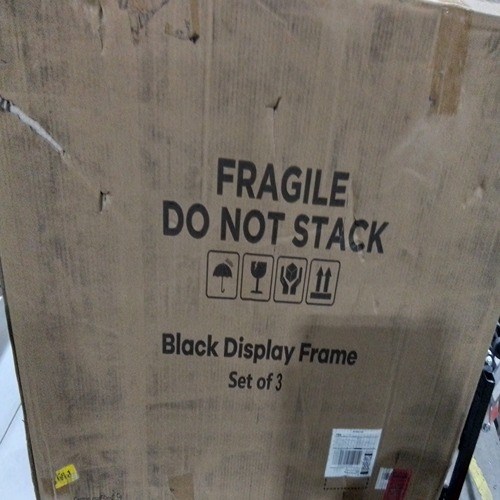 FRAGILE
DO NOT STACK
Black Display Frame
Set of 3